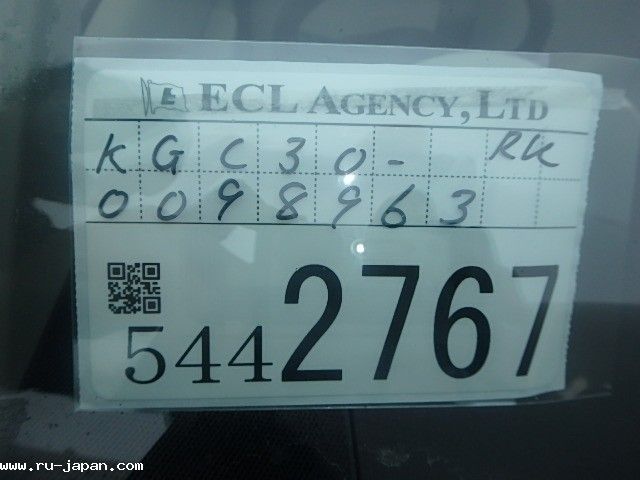 ECL AGENCY, LTD
KGC30- RK
0098963
5442767
www.ru-japan.com